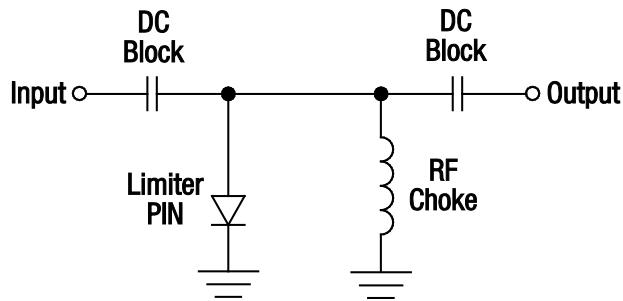 DC
Block
DC
Block
Input
Output
Limiter
PIN
RF
Choke